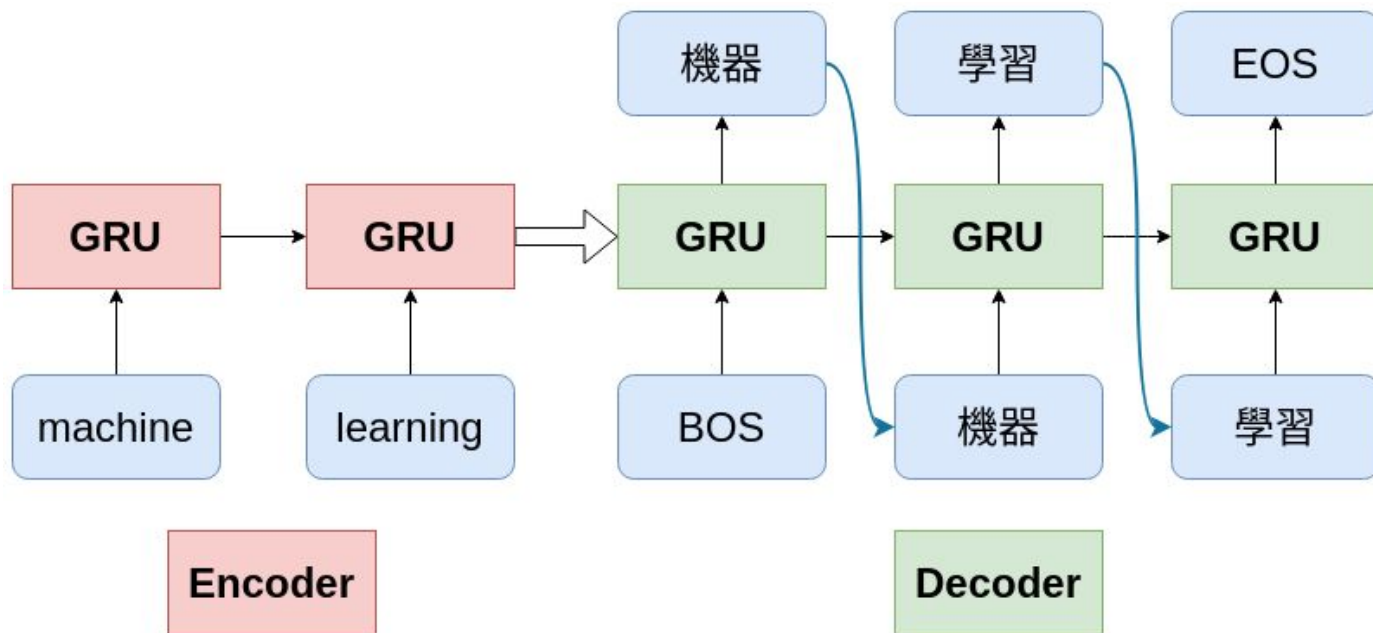 機器
學習
EOS
GRU
GRU
GRU
GRU
GRU
machine
learning
BOS
機器
學習
Encoder
Decoder